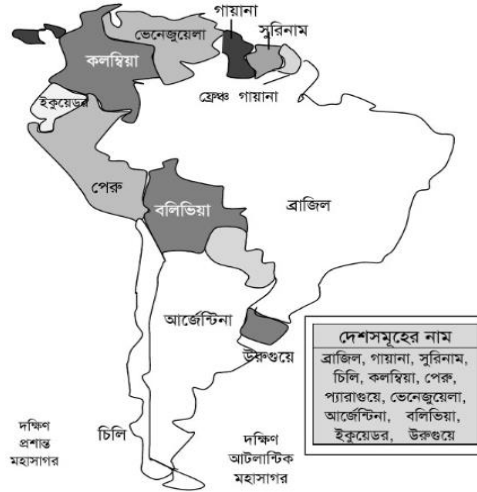 গায়ানা
ভেনেজুয়েলা
সুরিনাম
কলম্বিয়া
ফ্রেঞ্চ গায়ানা
ইকুয়েডর
পেরু
বলিভিয়া
ব্রাজিল
আর্জেন্টিনা
উরুগুয়ে
দেশসমূহের নাম
ব্রাজিল, গায়ানা, সুরিনাম,
চিলি, কলম্বিয়া, পেরু,
প্যারাগুয়ে, ভেনেজুয়েলা,
আর্জেন্টিনা, বলিভিয়া,
ইকুয়েডর, উরুগুয়ে
দক্ষিণ
প্রশান্ত
মহাসাগর
চিলি
দক্ষিণ
আটলান্টিক
মহাসাগর